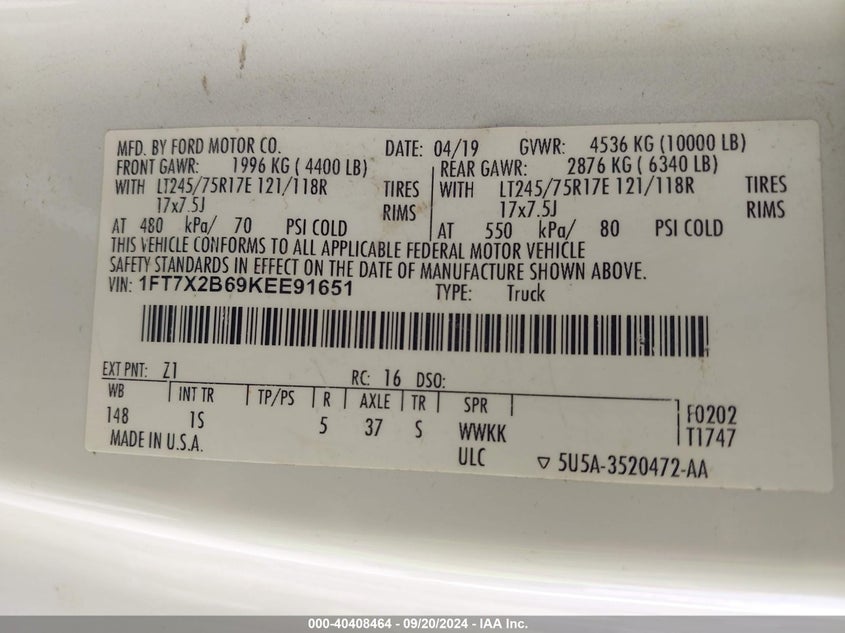 MFD. BY FORD MOTOR CO. DATE: 04/19 GVWR: 4536 KG (10000 LB)
FRONT GAWR: 1996 KG ( 4400 LB) REAR GAWR: 2876 KG ( 6340 LB)
WITH LT245/75R17E 121/118R TIRES WITH LT245/75R17E 121/118R TIRES
17x7.5J RIMS 17x7.5J RIMS
AT 480 kPa/ 70 PSI COLD AT 550 kPa/ 80 PSI COLD
THIS VEHICLE CONFORMS TO ALL APPLICABLE FEDERAL MOTOR VEHICLE
SAFETY STANDARDS IN EFFECT ON THE DATE OF MANUFACTURE SHOWN ABOVE.
VIN: 1FT7X2B69KEE91651 TYPE: Truck
EXT PNT: Z1 RC: 16 DSO:
WB INT TR TP/PS R AXLE TR SPR F0202
148 1S 5 37 S WWKK T1747
MADE IN U.S.A. ULC ▽ 5U5A-3520472-AA
000-40408464 - 09/20/2024 - IAA Inc.